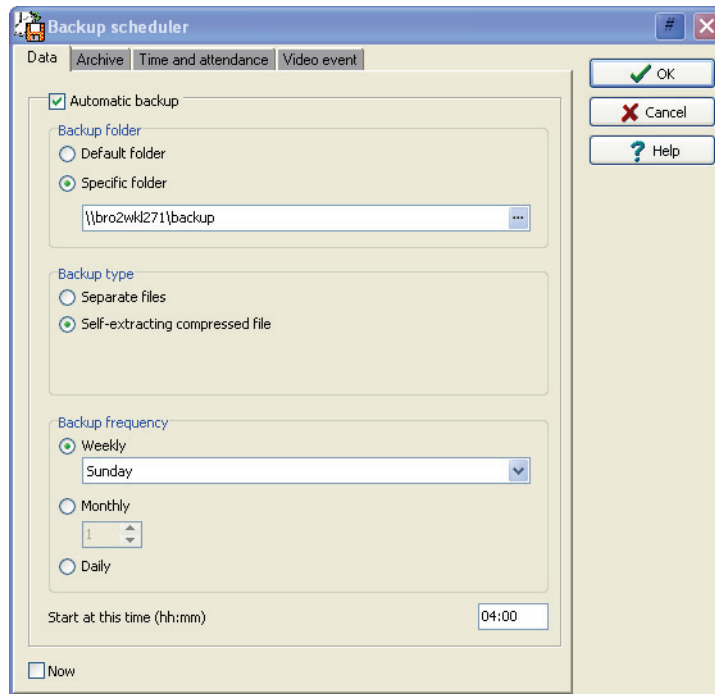 Backup scheduler
#
Data Archive Time and attendance Video event
OK
Cancel
? Help
Automatic backup
Backup folder
Default folder
Specific folder
\\bro2wkl271\backup
...
Backup type
Separate files
Self-extracting compressed file
Backup frequency
Weekly
Sunday
Monthly
1
Daily
Start at this time (hh:mm) 04:00
Now